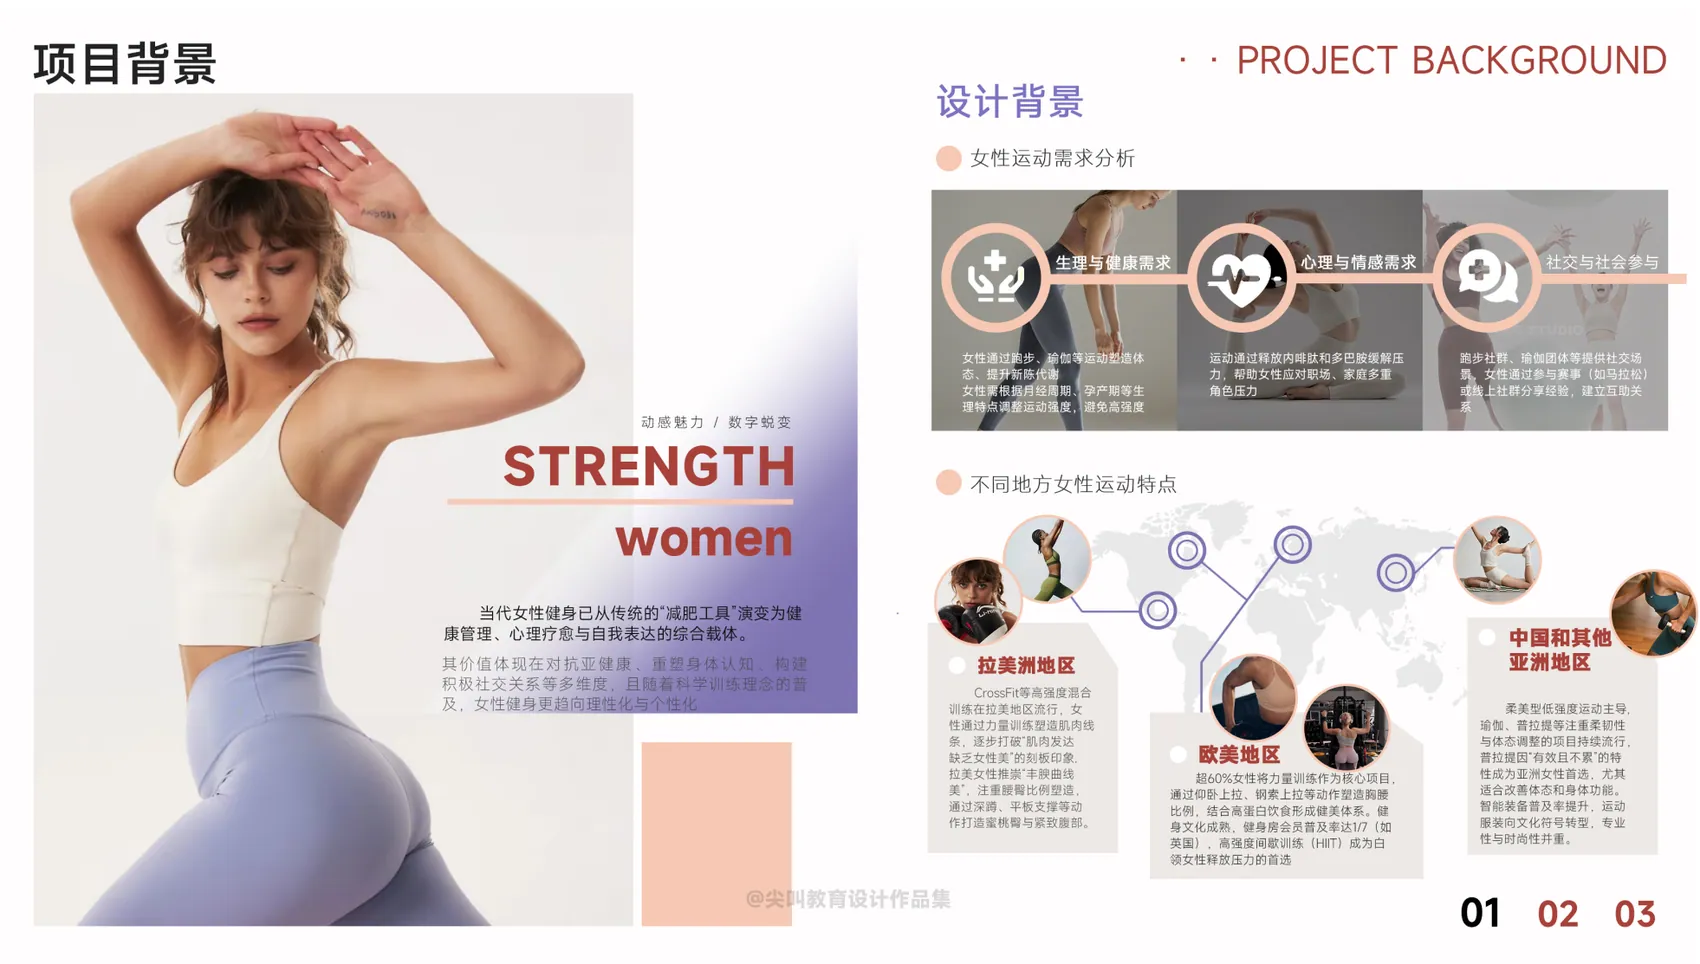 项目背景
· · PROJECT BACKGROUND
动感魅力 / 数字蜕变
STRENGTH
women
当代女性健身已从传统的“减肥工具”演变为健
康管理、心理疗愈与自我表达的综合载体。
其价值体现在对抗亚健康、重塑身体认知、构建
积极社交关系等多维度，且随着科学训练理念的普
及，女性健身更趋向理性化与个性化
设计背景
女性运动需求分析
生理与健康需求
女性通过跑步、瑜伽等运动塑造体
态、提升新陈代谢
女性需根据月经周期、孕产期等生
理特点调整运动强度，避免高强度
心理与情感需求
运动通过释放内啡肽和多巴胺缓解压
力，帮助女性应对职场、家庭多重
角色压力
社交与社会参与
跑步社群、瑜伽团体等提供社交场
景，女性通过参与赛事（如马拉松）
或线上社群分享经验，建立互助关
系
不同地方女性运动特点
拉美洲地区
CrossFit等高强度混合
训练在拉美地区流行，女
性通过力量训练塑造肌肉线
条，逐步打破“肌肉发达
缺乏女性美”的刻板印象，
拉美女性推崇“丰腴曲线
美”，注重腰臀比例塑造，
通过深蹲、平板支撑等动
作打造蜜桃臀与紧致腹部。
欧美地区
超60%女性将力量训练作为核心项目，
通过仰卧上拉、钢索上拉等动作塑造胸腰
比例，结合高蛋白饮食形成健美体系。健
身文化成熟，健身房会员普及率达1/7（如
英国），高强度间歇训练（HIIT）成为白
领女性释放压力的首选
中国和其他
亚洲地区
柔美型低强度运动主导，
瑜伽、普拉提等注重柔韧性
与体态调整的项目持续流行，
普拉提因“有效且不累”的特
性成为亚洲女性首选，尤其
适合改善体态和身体功能。
智能装备普及率提升，运动
服装向文化符号转型，专业
性与时尚性并重。
@尖叫教育设计作品集
01 02 03